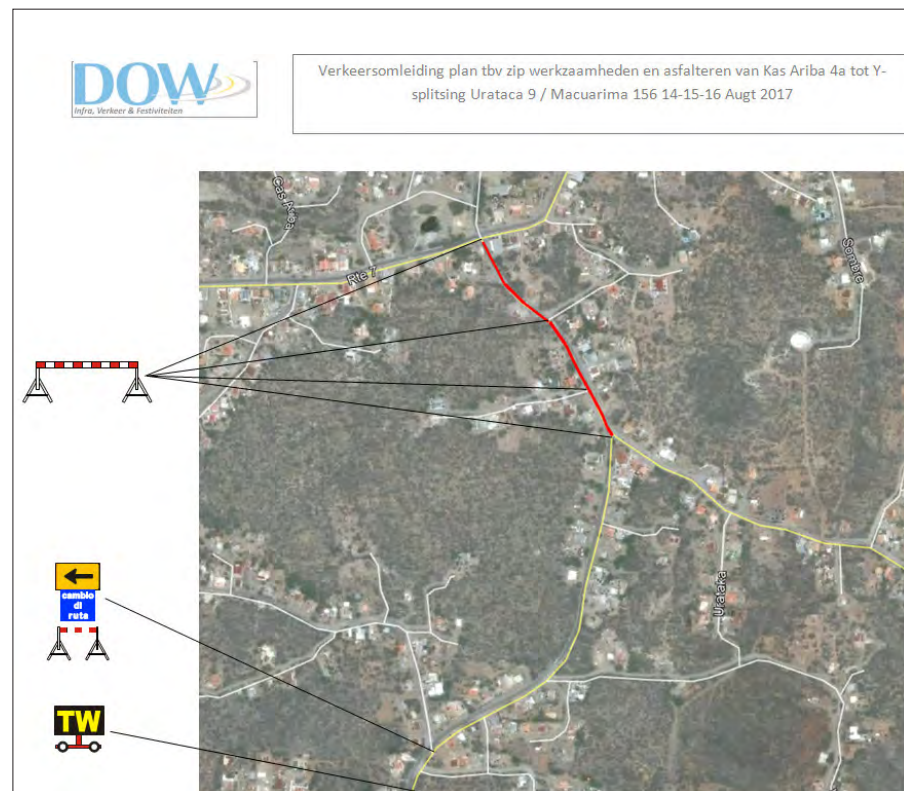 DOW
Infra, Verkeer & Festiviteiten
Verkeersomleiding plan tbv zip werkzaamheden en asfalteren van Kas Ariba 4a tot Y-
splitsing Urataca 9 / Macuarima 156 14-15-16 Augt 2017
Rte 7
Sombre
cambio
di
ruta
Urataka
TW